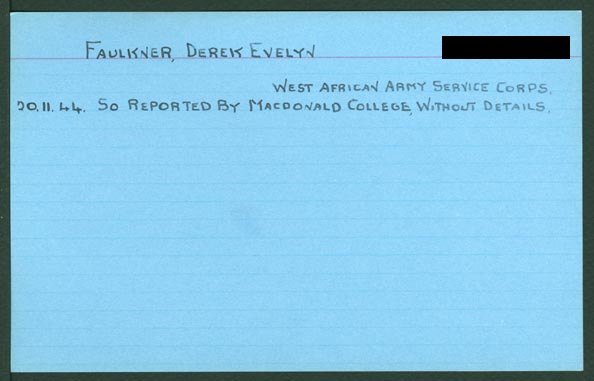 FAULKNER, DEREK EVELYN
WEST AFRICAN ARMY SERVICE CORPS.
20.11.44. SO REPORTED BY MACDONALD COLLEGE, WITHOUT DETAILS.